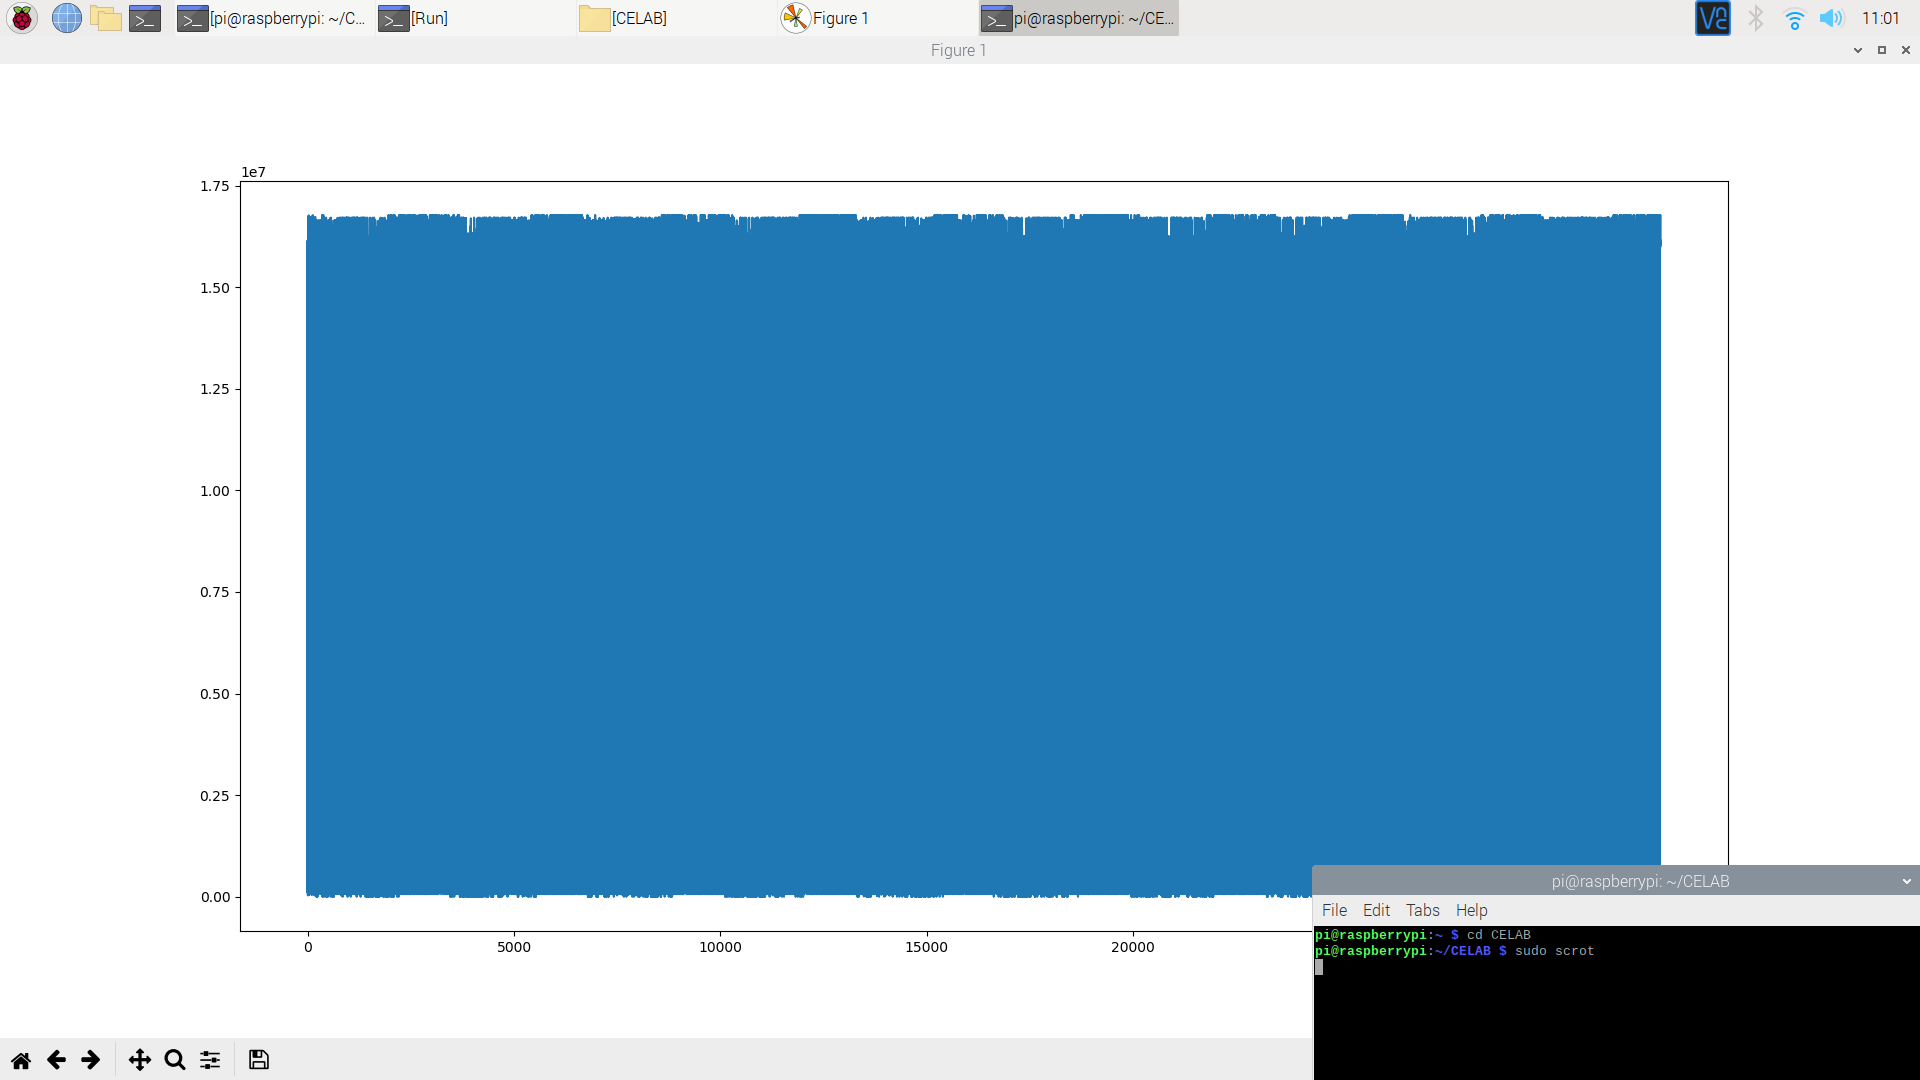 [pi@raspberrypi: ~/C... [Run] [CELAB] Figure 1 pi@raspberrypi: ~/CE... 11:01
Figure 1
1e7
1.75
1.50
1.25
1.00
0.75
0.50
0.25
0.00
0 5000 10000 15000 20000
pi@raspberrypi: ~/CELAB
File Edit Tabs Help
pi@raspberrypi:~ $ cd CELAB
pi@raspberrypi:~/CELAB $ sudo scrot